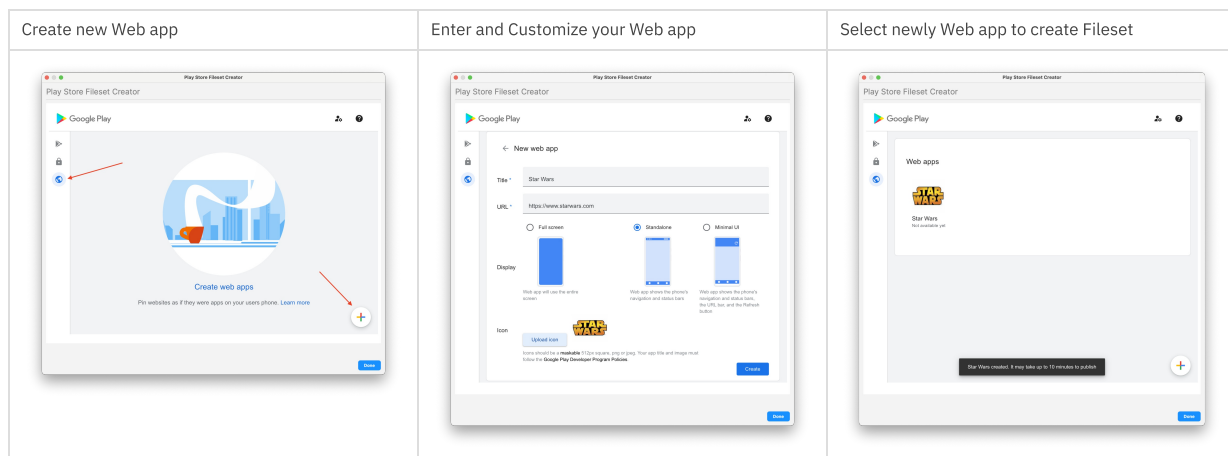 Create new Web app
Enter and Customize your Web app
Select newly Web app to create Fileset
Play Store Fileset Creator
Play Store Fileset Creator
Google Play
Create web apps
Pin websites as if they were apps on your users phone. Learn more
Done
Play Store Fileset Creator
Play Store Fileset Creator
Google Play
New web app
Title *
Star Wars
URL *
https://www.starwars.com
Full screen
Standalone
Minimal UI
Display
Web app will use the entire
screen
Web app shows the phone's
navigation and status bars
Web app shows the phone's
navigation and status bars,
the URL bar, and the Refresh
button
Icon
STAR
WARS
Upload icon
Icons should be a maskable 512px square, png or jpeg. Your app title and image must
follow the Google Play Developer Program Policies.
Create
Done
Play Store Fileset Creator
Play Store Fileset Creator
Google Play
Web apps
STAR
WARS
Star Wars
Not available yet
Star Wars created. It may take up to 10 minutes to publish
Done